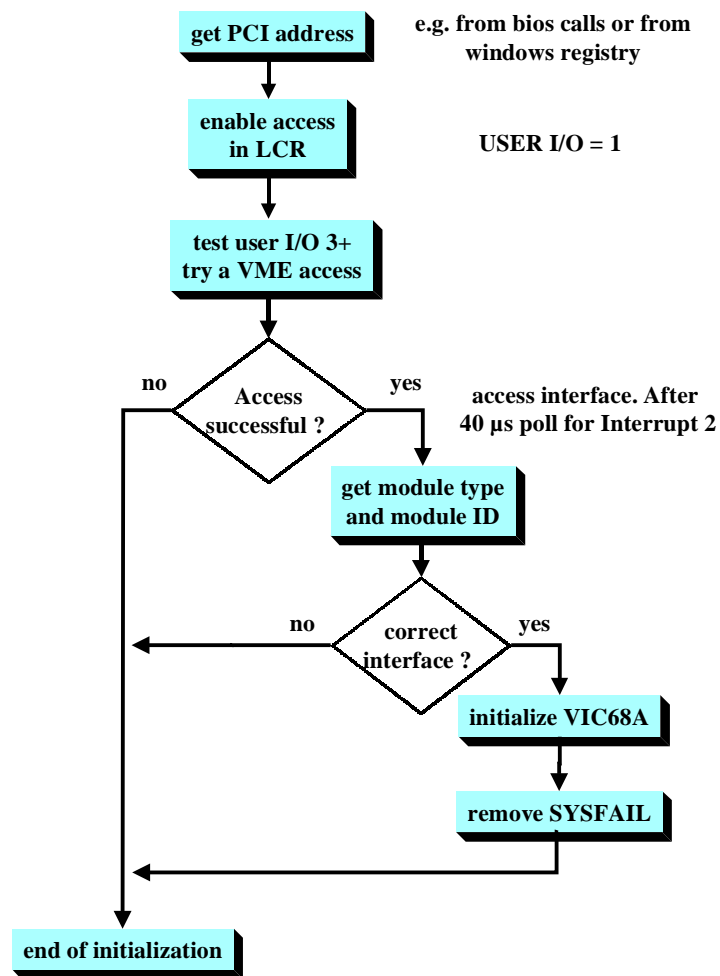 get PCI address
e.g. from bios calls or from
windows registry
enable access
in LCR
USER I/O = 1
test user I/O 3+
try a VME access
no
Access
successful ?
yes
access interface. After
40 µs poll for Interrupt 2
get module type
and module ID
no
correct
interface ?
yes
initialize VIC68A
remove SYSFAIL
end of initialization